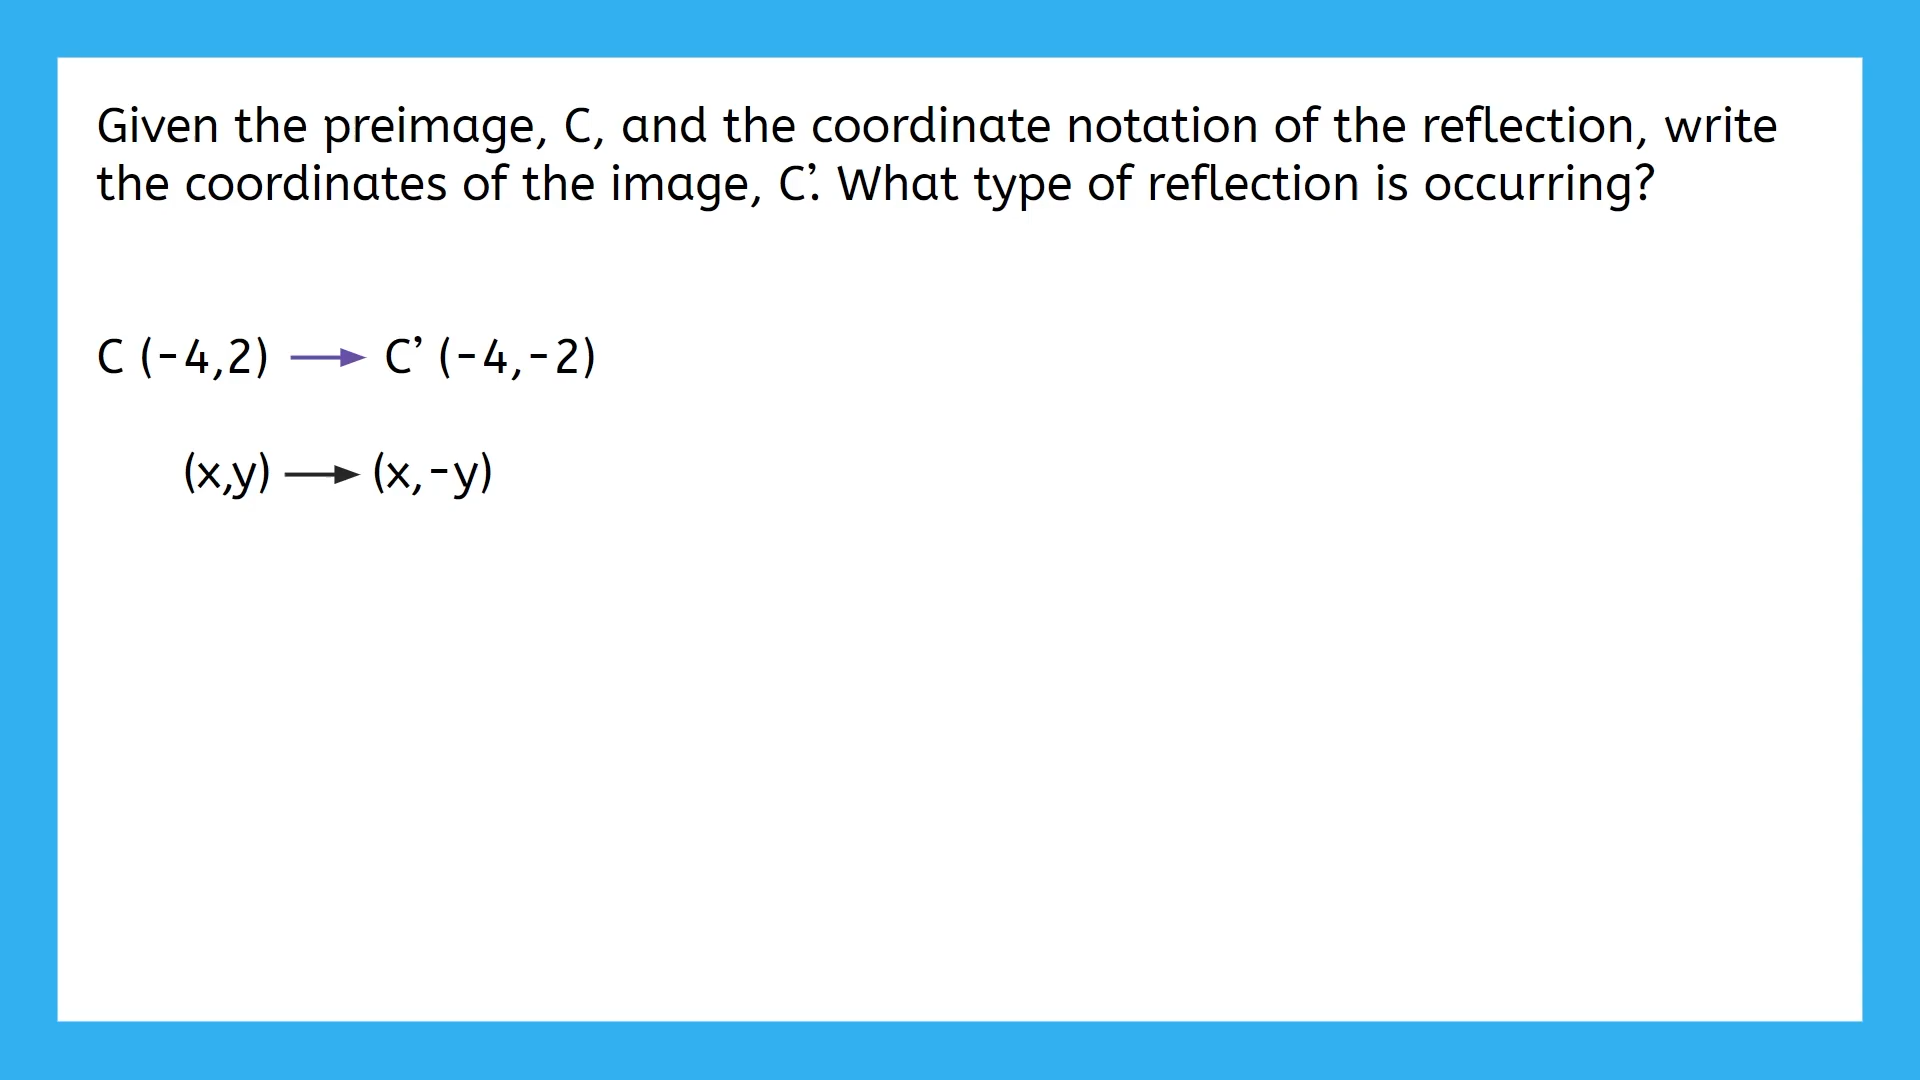 Given the preimage, C, and the coordinate notation of the reflection, write
the coordinates of the image, C’. What type of reflection is occurring?
C (-4,2) → C’ (-4,-2)
(x,y) → (x,-y)